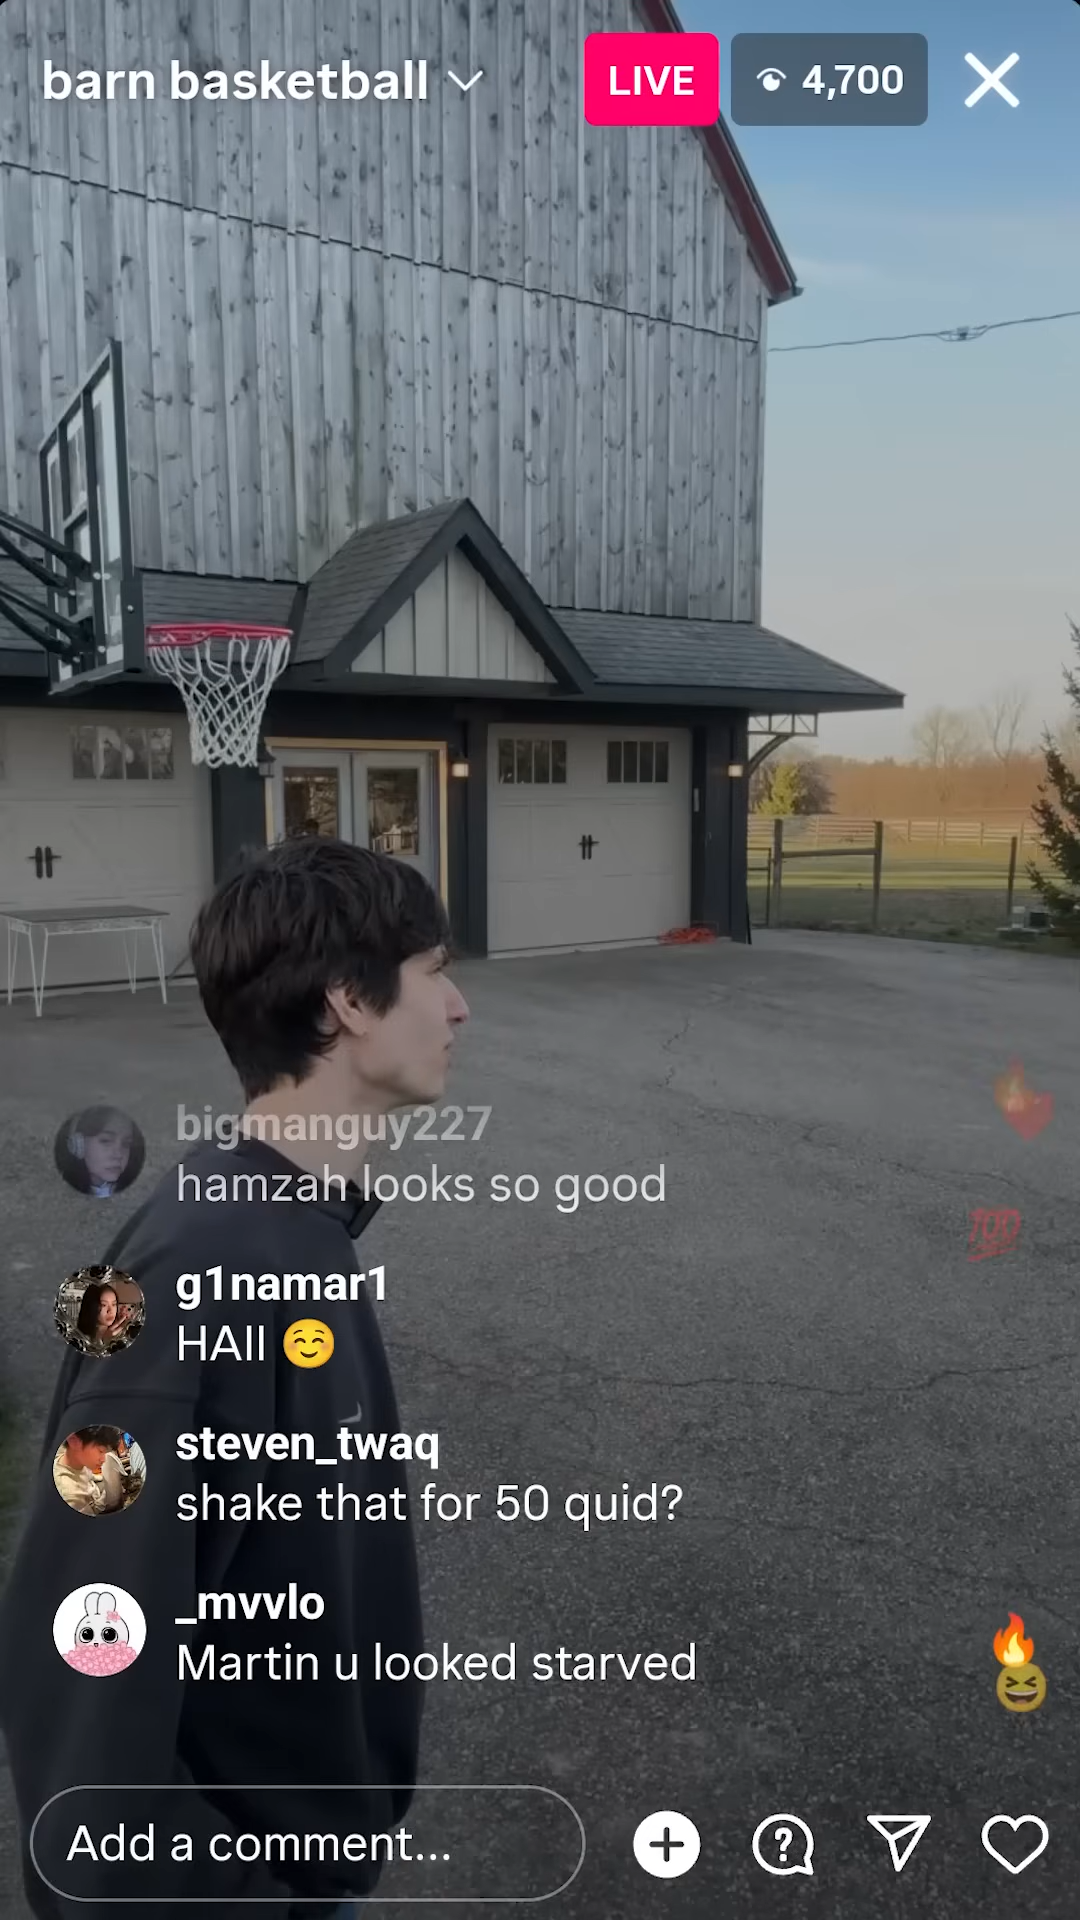 barn basketball
LIVE
4,700
bigmanguy227
hamzah looks so good
g1namar1
HAII ☺️
steven_twaq
shake that for 50 quid?
_mvvlo
Martin u looked starved
Add a comment...